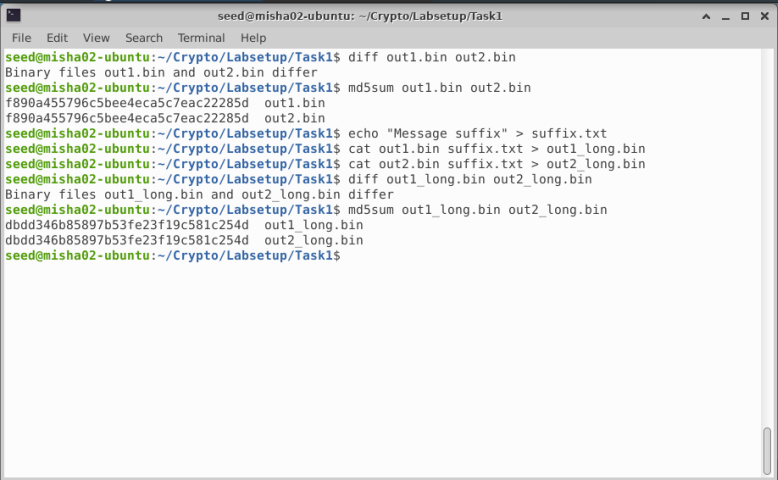 seed@misha02-ubuntu: ~/Crypto/Labsetup/Task1
File Edit View Search Terminal Help
seed@misha02-ubuntu:~/Crypto/Labsetup/Task1$ diff out1.bin out2.bin
Binary files out1.bin and out2.bin differ
seed@misha02-ubuntu:~/Crypto/Labsetup/Task1$ md5sum out1.bin out2.bin
f890a455796c5bee4eca5c7eac22285d  out1.bin
f890a455796c5bee4eca5c7eac22285d  out2.bin
seed@misha02-ubuntu:~/Crypto/Labsetup/Task1$ echo "Message suffix" > suffix.txt
seed@misha02-ubuntu:~/Crypto/Labsetup/Task1$ cat out1.bin suffix.txt > out1_long.bin
seed@misha02-ubuntu:~/Crypto/Labsetup/Task1$ cat out2.bin suffix.txt > out2_long.bin
seed@misha02-ubuntu:~/Crypto/Labsetup/Task1$ diff out1_long.bin out2_long.bin
Binary files out1_long.bin and out2_long.bin differ
seed@misha02-ubuntu:~/Crypto/Labsetup/Task1$ md5sum out1_long.bin out2_long.bin
dbdd346b85897b53fe23f19c581c254d  out1_long.bin
dbdd346b85897b53fe23f19c581c254d  out2_long.bin
seed@misha02-ubuntu:~/Crypto/Labsetup/Task1$